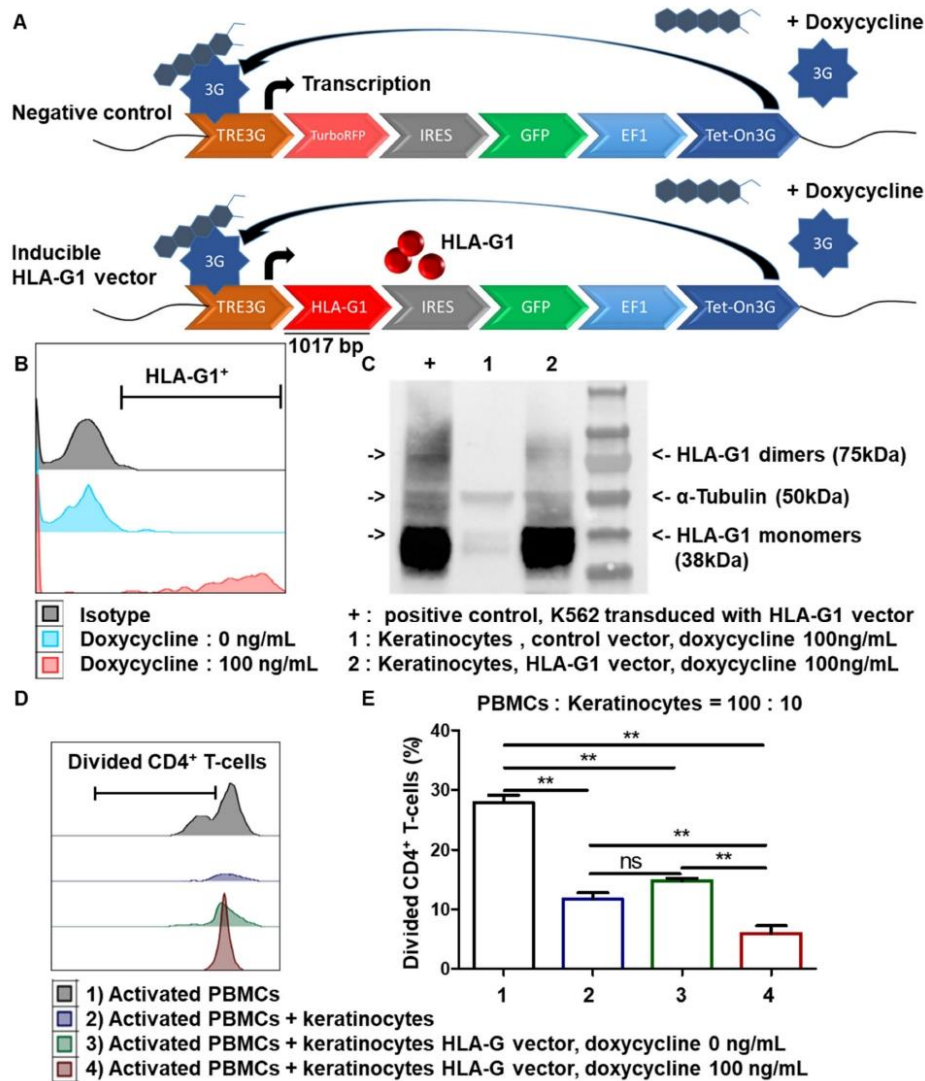 A
+ Doxycycline
3G
3G
Transcription
Negative control
TRE3G TurboRFP IRES GFP EF1 Tet-On3G
+ Doxycycline
3G
3G
HLA-G1
Inducible
HLA-G1 vector
TRE3G HLA-G1 IRES GFP EF1 Tet-On3G
1017 bp
B
HLA-G1⁺
Isotype
Doxycycline : 0 ng/mL
Doxycycline : 100 ng/mL
C
+ 1 2
-> <- HLA-G1 dimers (75kDa)
-> <- α-Tubulin (50kDa)
-> <- HLA-G1 monomers
(38kDa)
+ : positive control, K562 transduced with HLA-G1 vector
1 : Keratinocytes , control vector, doxycycline 100ng/mL
2 : Keratinocytes, HLA-G1 vector, doxycycline 100ng/mL
D
Divided CD4⁺ T-cells
1) Activated PBMCs
2) Activated PBMCs + keratinocytes
3) Activated PBMCs + keratinocytes HLA-G vector, doxycycline 0 ng/mL
4) Activated PBMCs + keratinocytes HLA-G vector, doxycycline 100 ng/mL
E
PBMCs : Keratinocytes = 100 : 10
Divided CD4⁺ T-cells (%)
40
30
20
10
0
**
**
**
**
ns
**
1 2 3 4